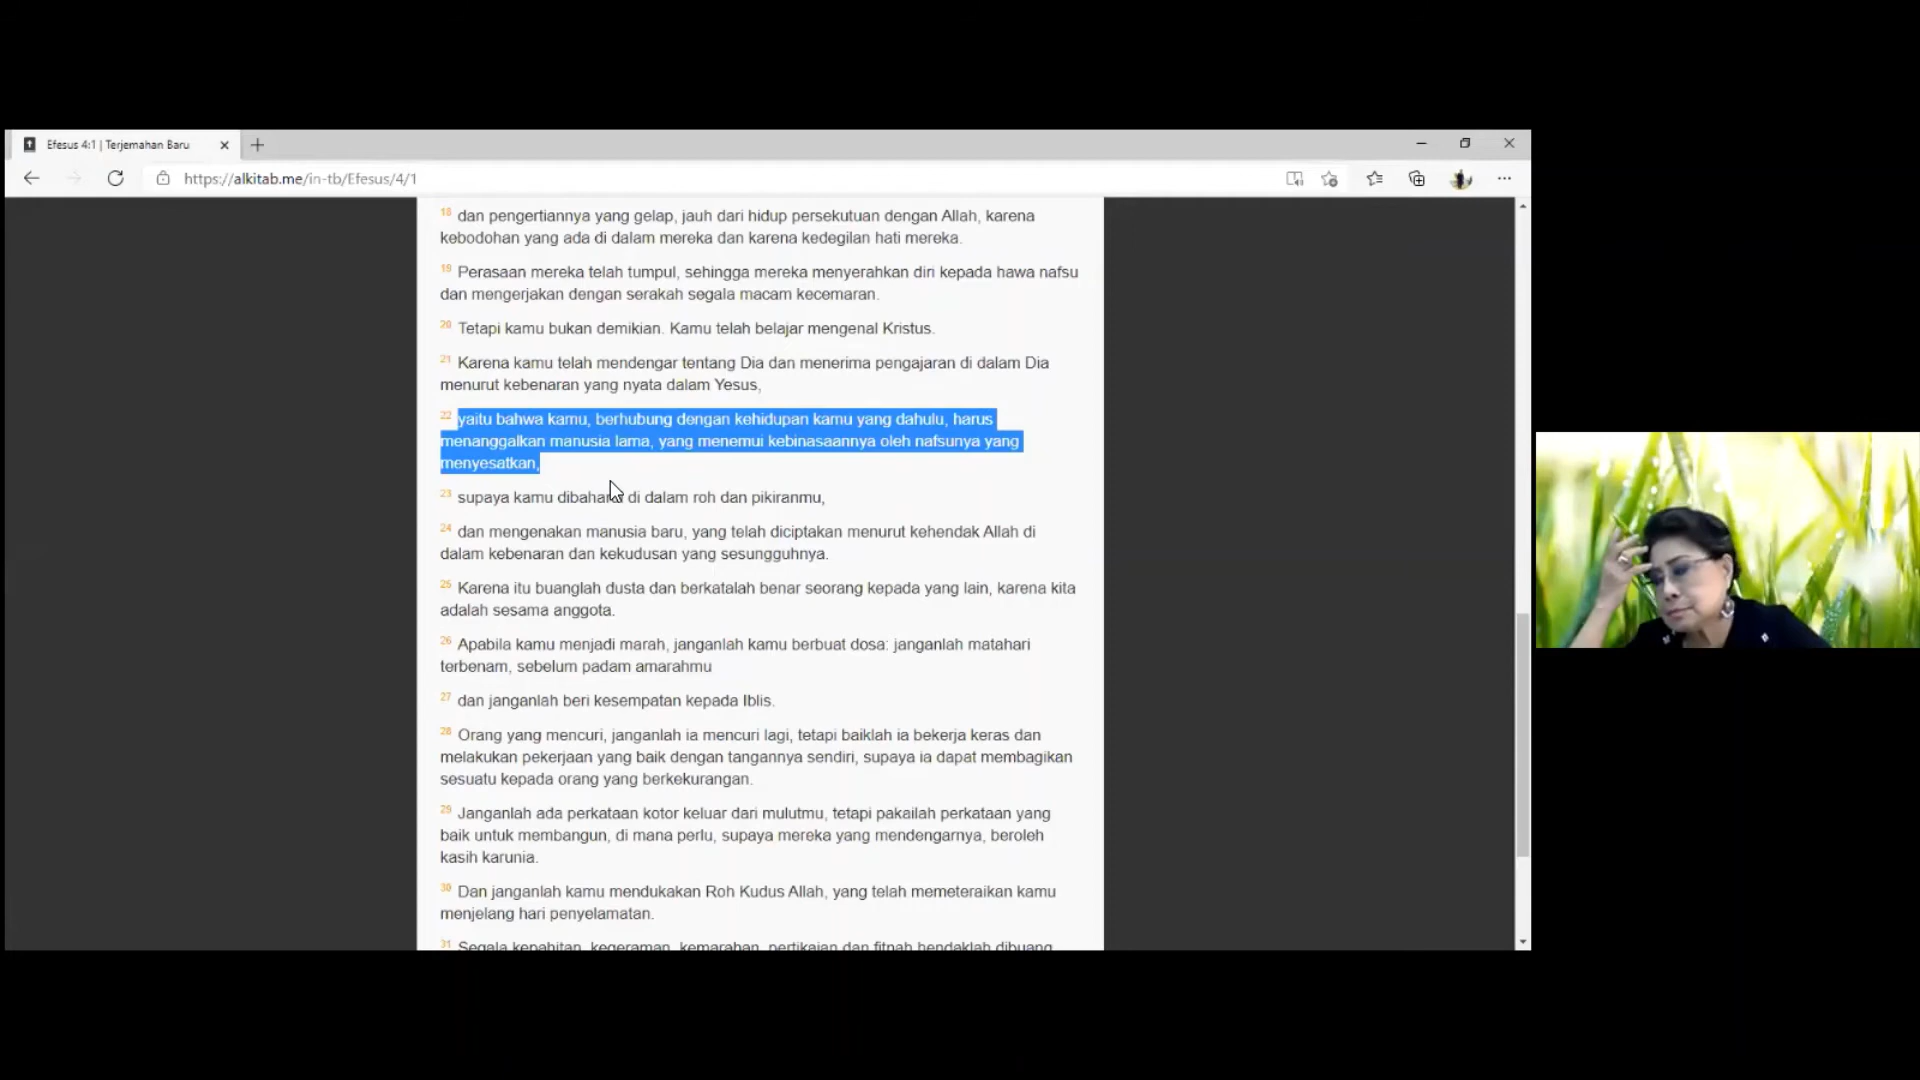 Efesus 4:1 | Terjemahan Baru
https://alkitab.me/in-tb/Efesus/4/1
18 dan pengertiannya yang gelap, jauh dari hidup persekutuan dengan Allah, karena
kebodohan yang ada di dalam mereka dan karena kedegilan hati mereka.
19 Perasaan mereka telah tumpul, sehingga mereka menyerahkan diri kepada hawa nafsu
dan mengerjakan dengan serakah segala macam kecemaran.
20 Tetapi kamu bukan demikian. Kamu telah belajar mengenal Kristus.
21 Karena kamu telah mendengar tentang Dia dan menerima pengajaran di dalam Dia
menurut kebenaran yang nyata dalam Yesus,
22 yaitu bahwa kamu, berhubung dengan kehidupan kamu yang dahulu, harus
menanggalkan manusia lama, yang menemui kebinasaannya oleh nafsunya yang
menyesatkan,
23 supaya kamu dibaharui di dalam roh dan pikiranmu,
24 dan mengenakan manusia baru, yang telah diciptakan menurut kehendak Allah di
dalam kebenaran dan kekudusan yang sesungguhnya.
25 Karena itu buanglah dusta dan berkatalah benar seorang kepada yang lain, karena kita
adalah sesama anggota.
26 Apabila kamu menjadi marah, janganlah kamu berbuat dosa: janganlah matahari
terbenam, sebelum padam amarahmu
27 dan janganlah beri kesempatan kepada Iblis.
28 Orang yang mencuri, janganlah ia mencuri lagi, tetapi baiklah ia bekerja keras dan
melakukan pekerjaan yang baik dengan tangannya sendiri, supaya ia dapat membagikan
sesuatu kepada orang yang berkekurangan.
29 Janganlah ada perkataan kotor keluar dari mulutmu, tetapi pakailah perkataan yang
baik untuk membangun, di mana perlu, supaya mereka yang mendengarnya, beroleh
kasih karunia.
30 Dan janganlah kamu mendukakan Roh Kudus Allah, yang telah memeteraikan kamu
menjelang hari penyelamatan.
31 Segala kepahitan, kegeraman, kemarahan, pertikaian dan fitnah hendaklah dibuang